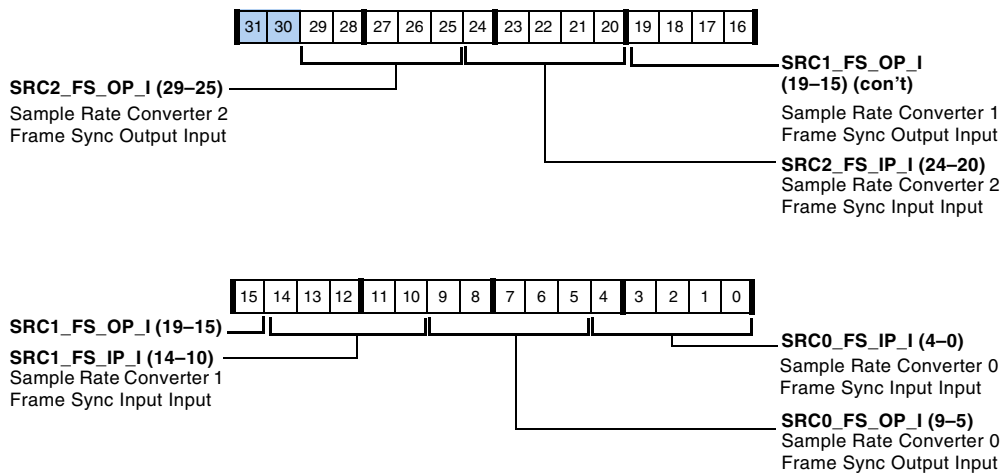 31 30 29 28 27 26 25 24 23 22 21 20 19 18 17 16
SRC2_FS_OP_I (29–25)
Sample Rate Converter 2
Frame Sync Output Input
SRC1_FS_OP_I
(19–15) (con’t)
Sample Rate Converter 1
Frame Sync Output Input
SRC2_FS_IP_I (24–20)
Sample Rate Converter 2
Frame Sync Input Input
15 14 13 12 11 10 9 8 7 6 5 4 3 2 1 0
SRC1_FS_OP_I (19–15)
SRC1_FS_IP_I (14–10)
Sample Rate Converter 1
Frame Sync Input Input
SRC0_FS_IP_I (4–0)
Sample Rate Converter 0
Frame Sync Input Input
SRC0_FS_OP_I (9–5)
Sample Rate Converter 0
Frame Sync Output Input